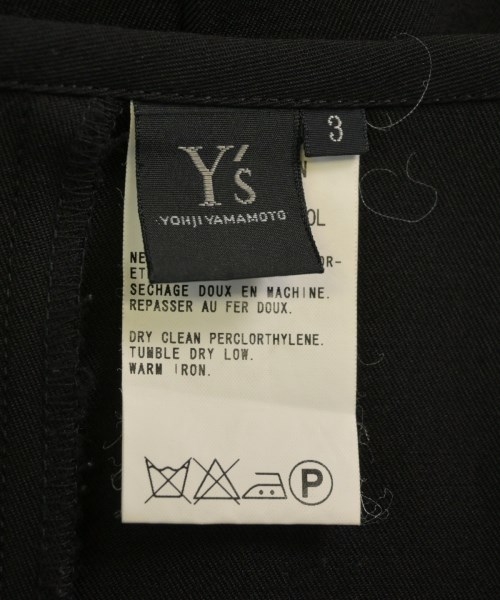 3
Y's
YOHJI YAMAMOTO
SECHAGE DOUX EN MACHINE.
REPASSER AU FER DOUX.
DRY CLEAN PERCLORTHYLENE.
TUMBLE DRY LOW.
WARM IRON.
P